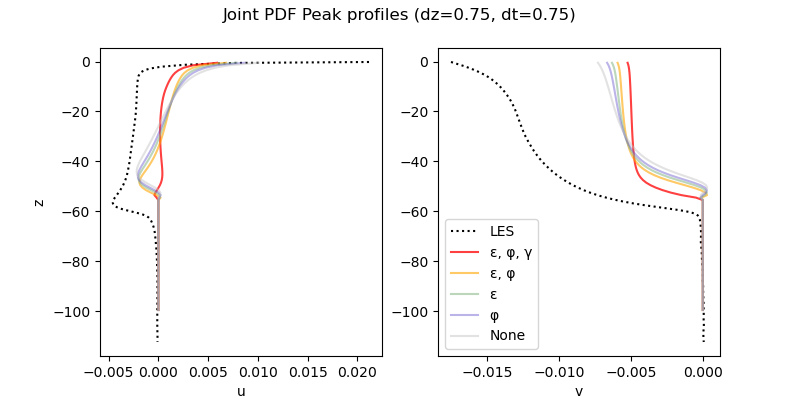 Joint PDF Peak profiles (dz=0.75, dt=0.75)
z
0
−20
−40
−60
−80
−100
−0.005 0.000 0.005 0.010 0.015 0.020
u
0
−20
−40
−60
−80
−100
LES
ε, φ, γ
ε, φ
ε
φ
None
−0.015 −0.010 −0.005 0.000
v